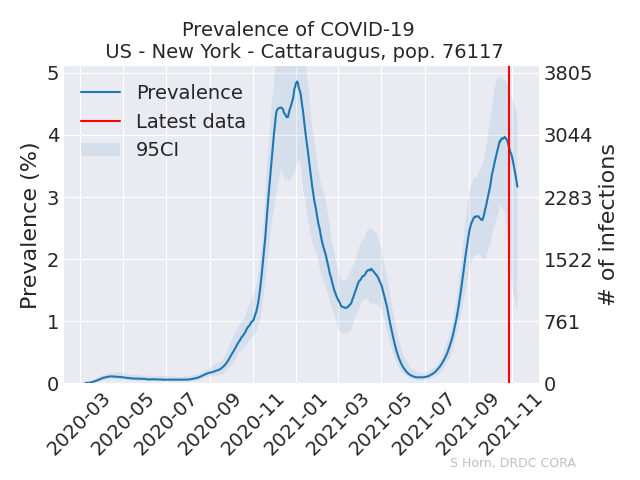 Prevalence of COVID-19
US - New York - Cattaraugus, pop. 76117
Prevalence
Latest data
95CI
Prevalence (%)
5
4
3
2
1
0
3805
3044
2283
1522
761
0
# of infections
2020-03
2020-05
2020-07
2020-09
2020-11
2021-01
2021-03
2021-05
2021-07
2021-09
2021-11
S Horn, DRDC CORA